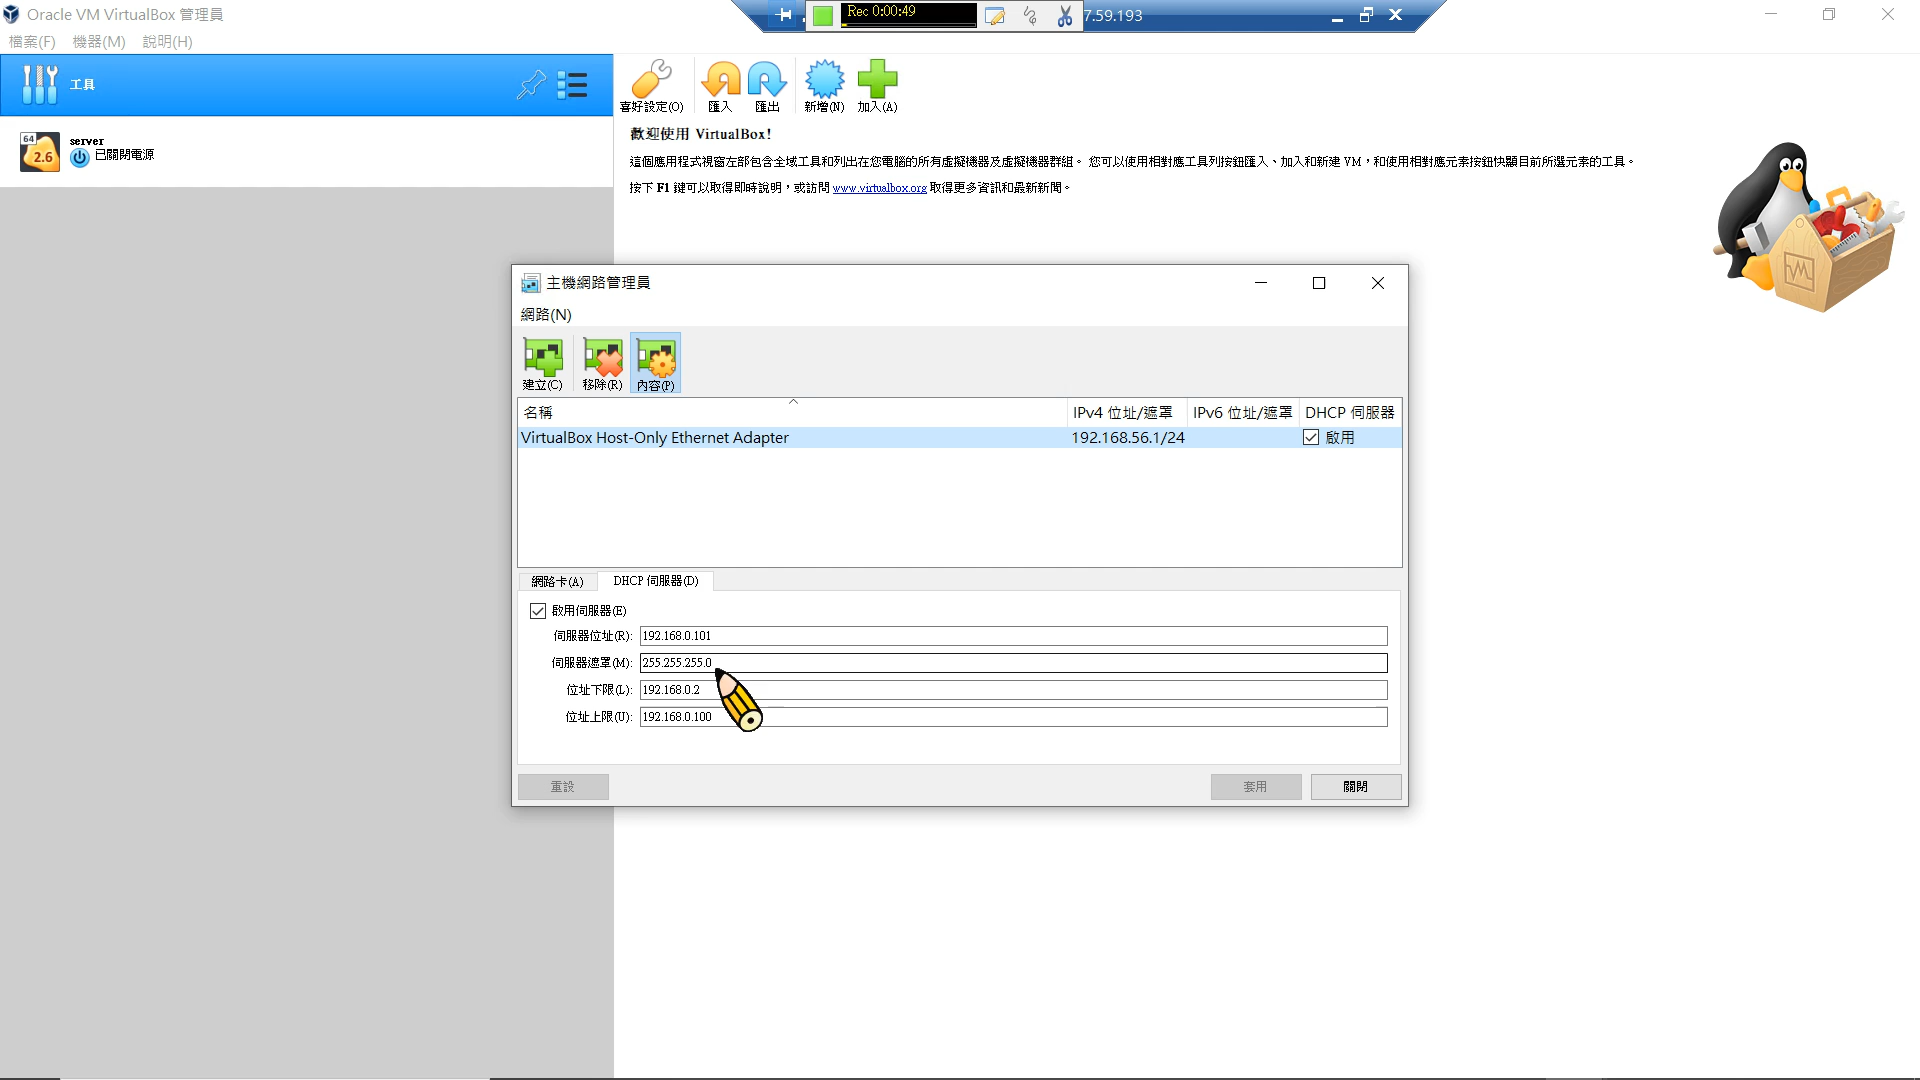 Oracle VM VirtualBox 管理員
Rec 0:00:49
7.59.193
檔案(F) 機器(M) 說明(H)
工具
喜好設定(O) 匯入 匯出 新增(N) 加入(A)
64
2.6
server
已關閉電源
歡迎使用 VirtualBox!
這個應用程式視窗左部包含全域工具和列出在您電腦的所有虛擬機器及虛擬機器群組。 您可以使用相對應工具列按鈕匯入、加入和新建 VM，和使用相對應元素按鈕快顯目前所選元素的工具。
按下 F1 鍵可以取得即時說明，或訪問 www.virtualbox.org 取得更多資訊和最新新聞。
主機網路管理員
網路(N)
建立(C) 移除(R) 內容(P)
名稱 IPv4 位址/遮罩 IPv6 位址/遮罩 DHCP 伺服器
VirtualBox Host-Only Ethernet Adapter 192.168.56.1/24 啟用
網路卡(A) DHCP 伺服器(D)
啟用伺服器(E)
伺服器位址(R): 192.168.0.101
伺服器遮罩(M): 255.255.255.0
位址下限(L): 192.168.0.2
位址上限(U): 192.168.0.100
重設 套用 關閉